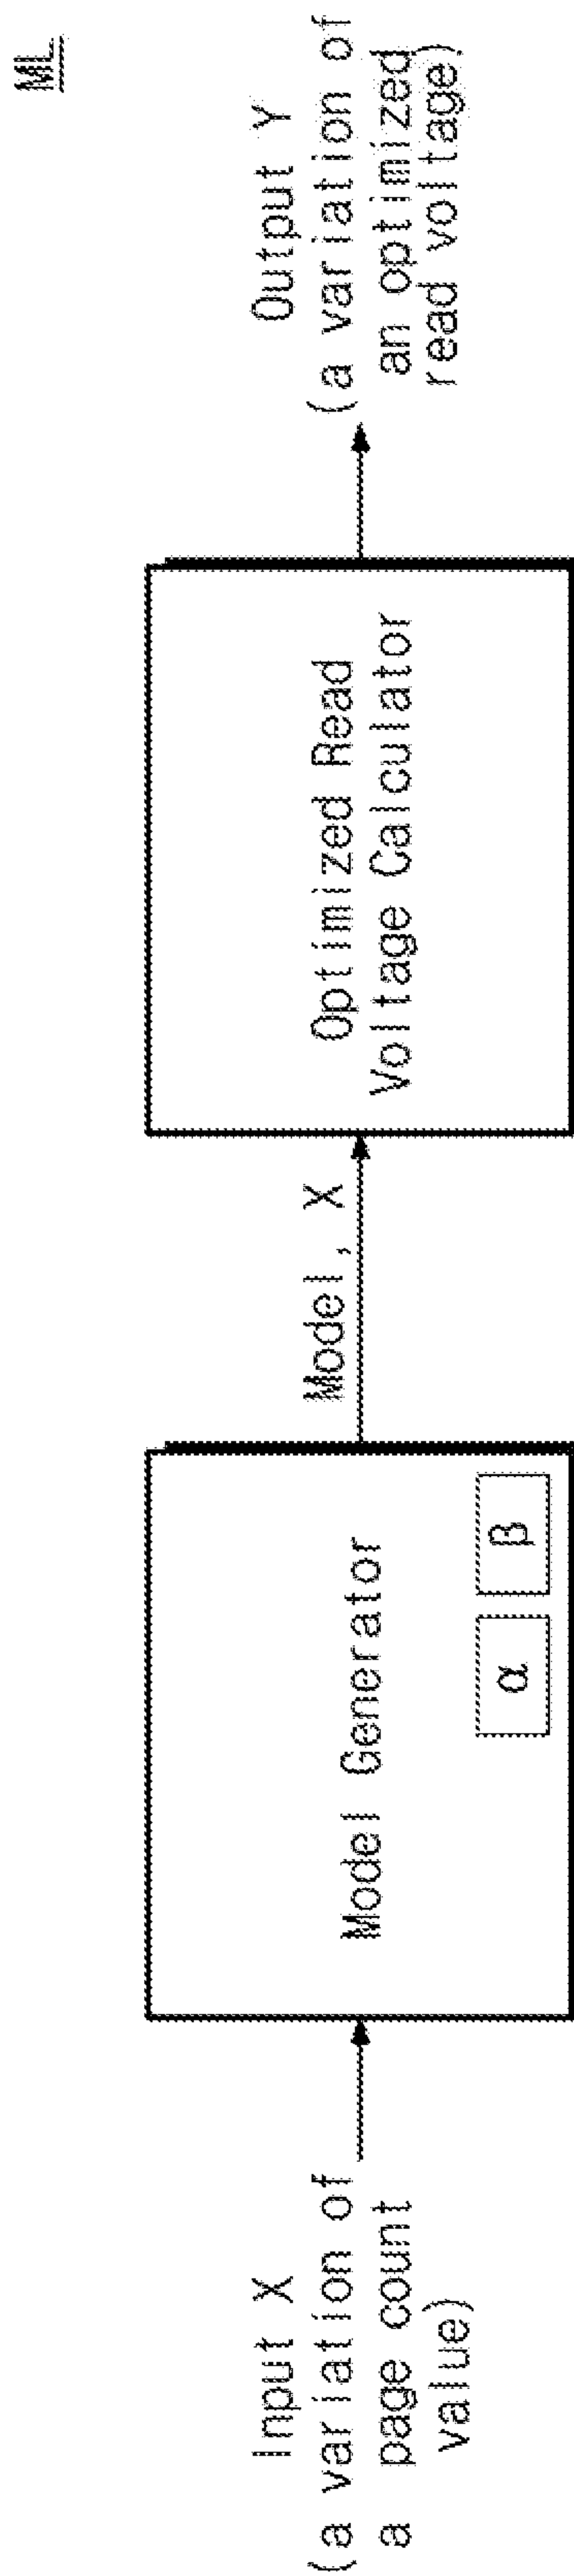 ML
Input X
(a variation of
a page count
value)
Model Generator
α
β
Model, X
Optimized Read
Voltage Calculator
Output Y
(a variation of
an optimized
read voltage)